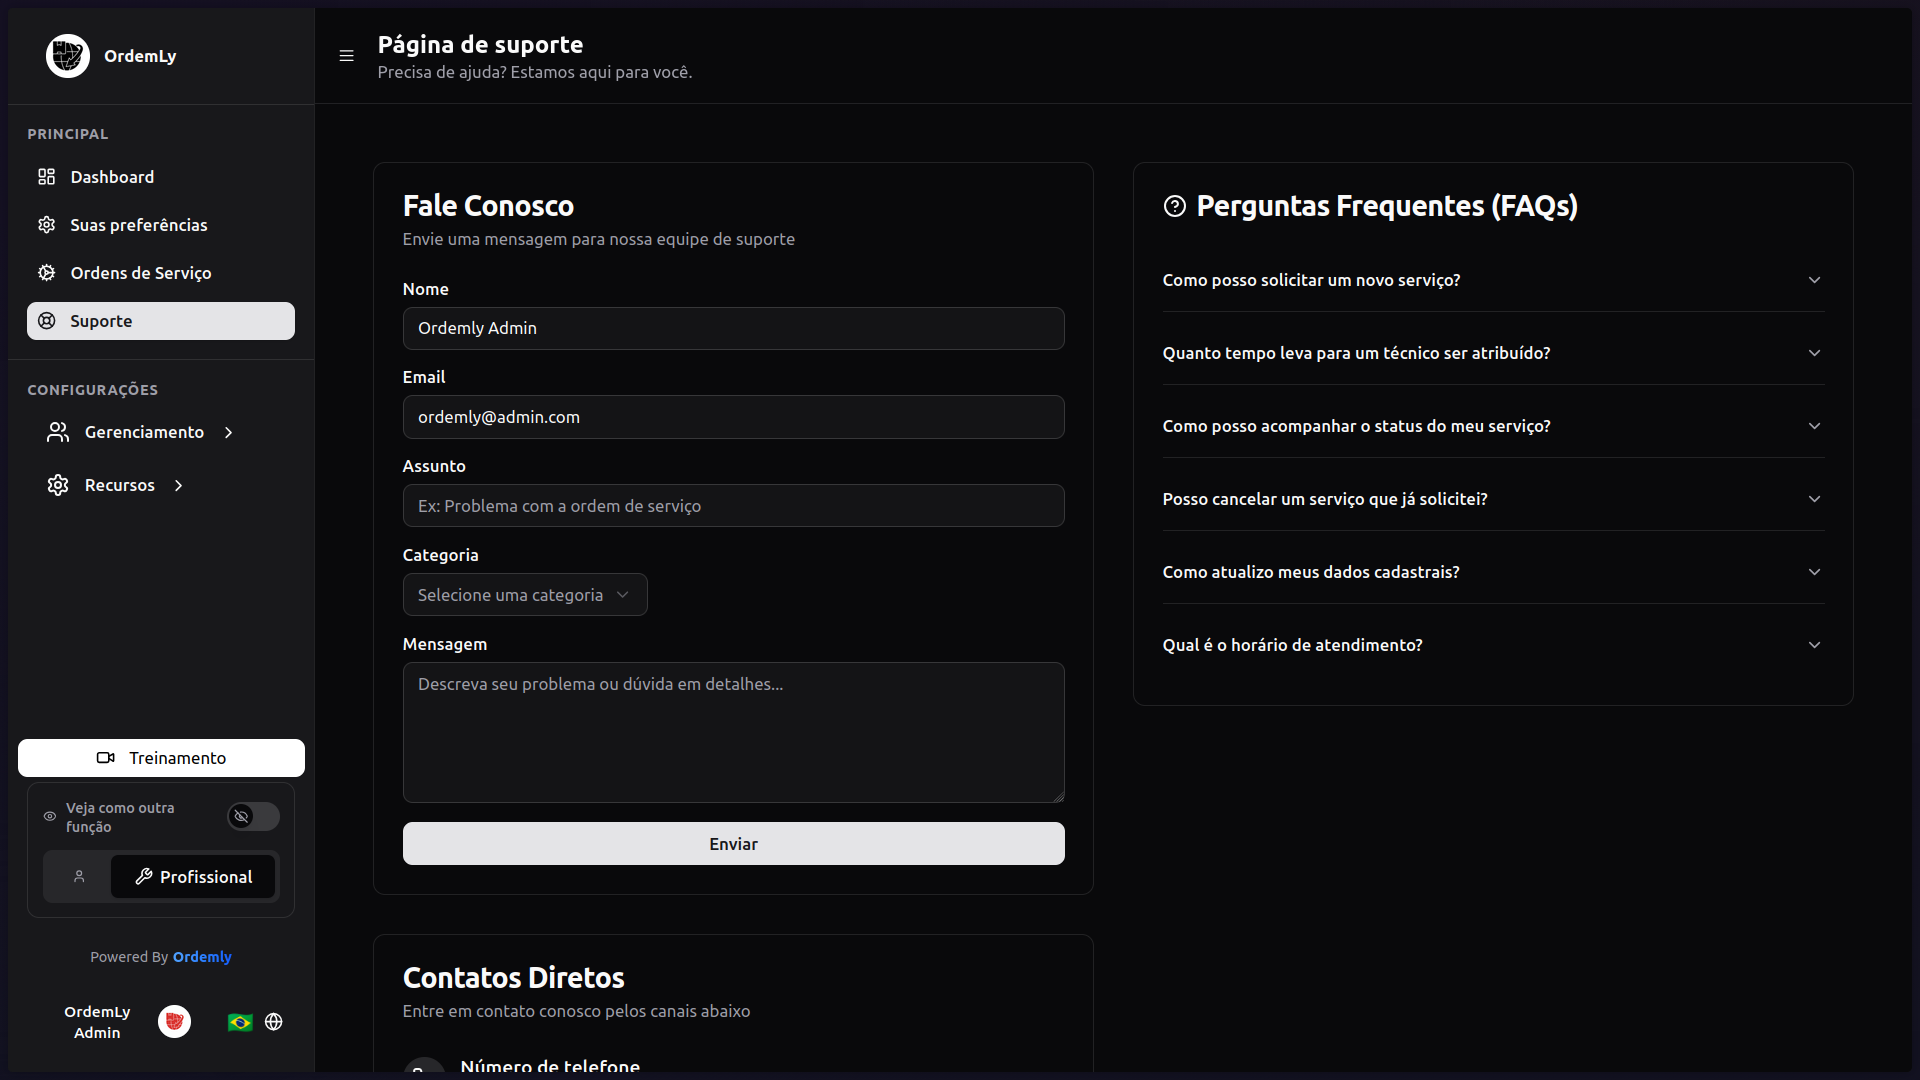 OrdemLy
PRINCIPAL
Dashboard
Suas preferências
Ordens de Serviço
Suporte
CONFIGURAÇÕES
Gerenciamento
Recursos
Treinamento
Veja como outra
função
Profissional
Powered By Ordemly
OrdemLy
Admin
Página de suporte
Precisa de ajuda? Estamos aqui para você.
Fale Conosco
Envie uma mensagem para nossa equipe de suporte
Nome
Ordemly Admin
Email
ordemly@admin.com
Assunto
Ex: Problema com a ordem de serviço
Categoria
Selecione uma categoria
Mensagem
Descreva seu problema ou dúvida em detalhes...
Enviar
Contatos Diretos
Entre em contato conosco pelos canais abaixo
Número de telefone
Perguntas Frequentes (FAQs)
Como posso solicitar um novo serviço?
Quanto tempo leva para um técnico ser atribuído?
Como posso acompanhar o status do meu serviço?
Posso cancelar um serviço que já solicitei?
Como atualizo meus dados cadastrais?
Qual é o horário de atendimento?